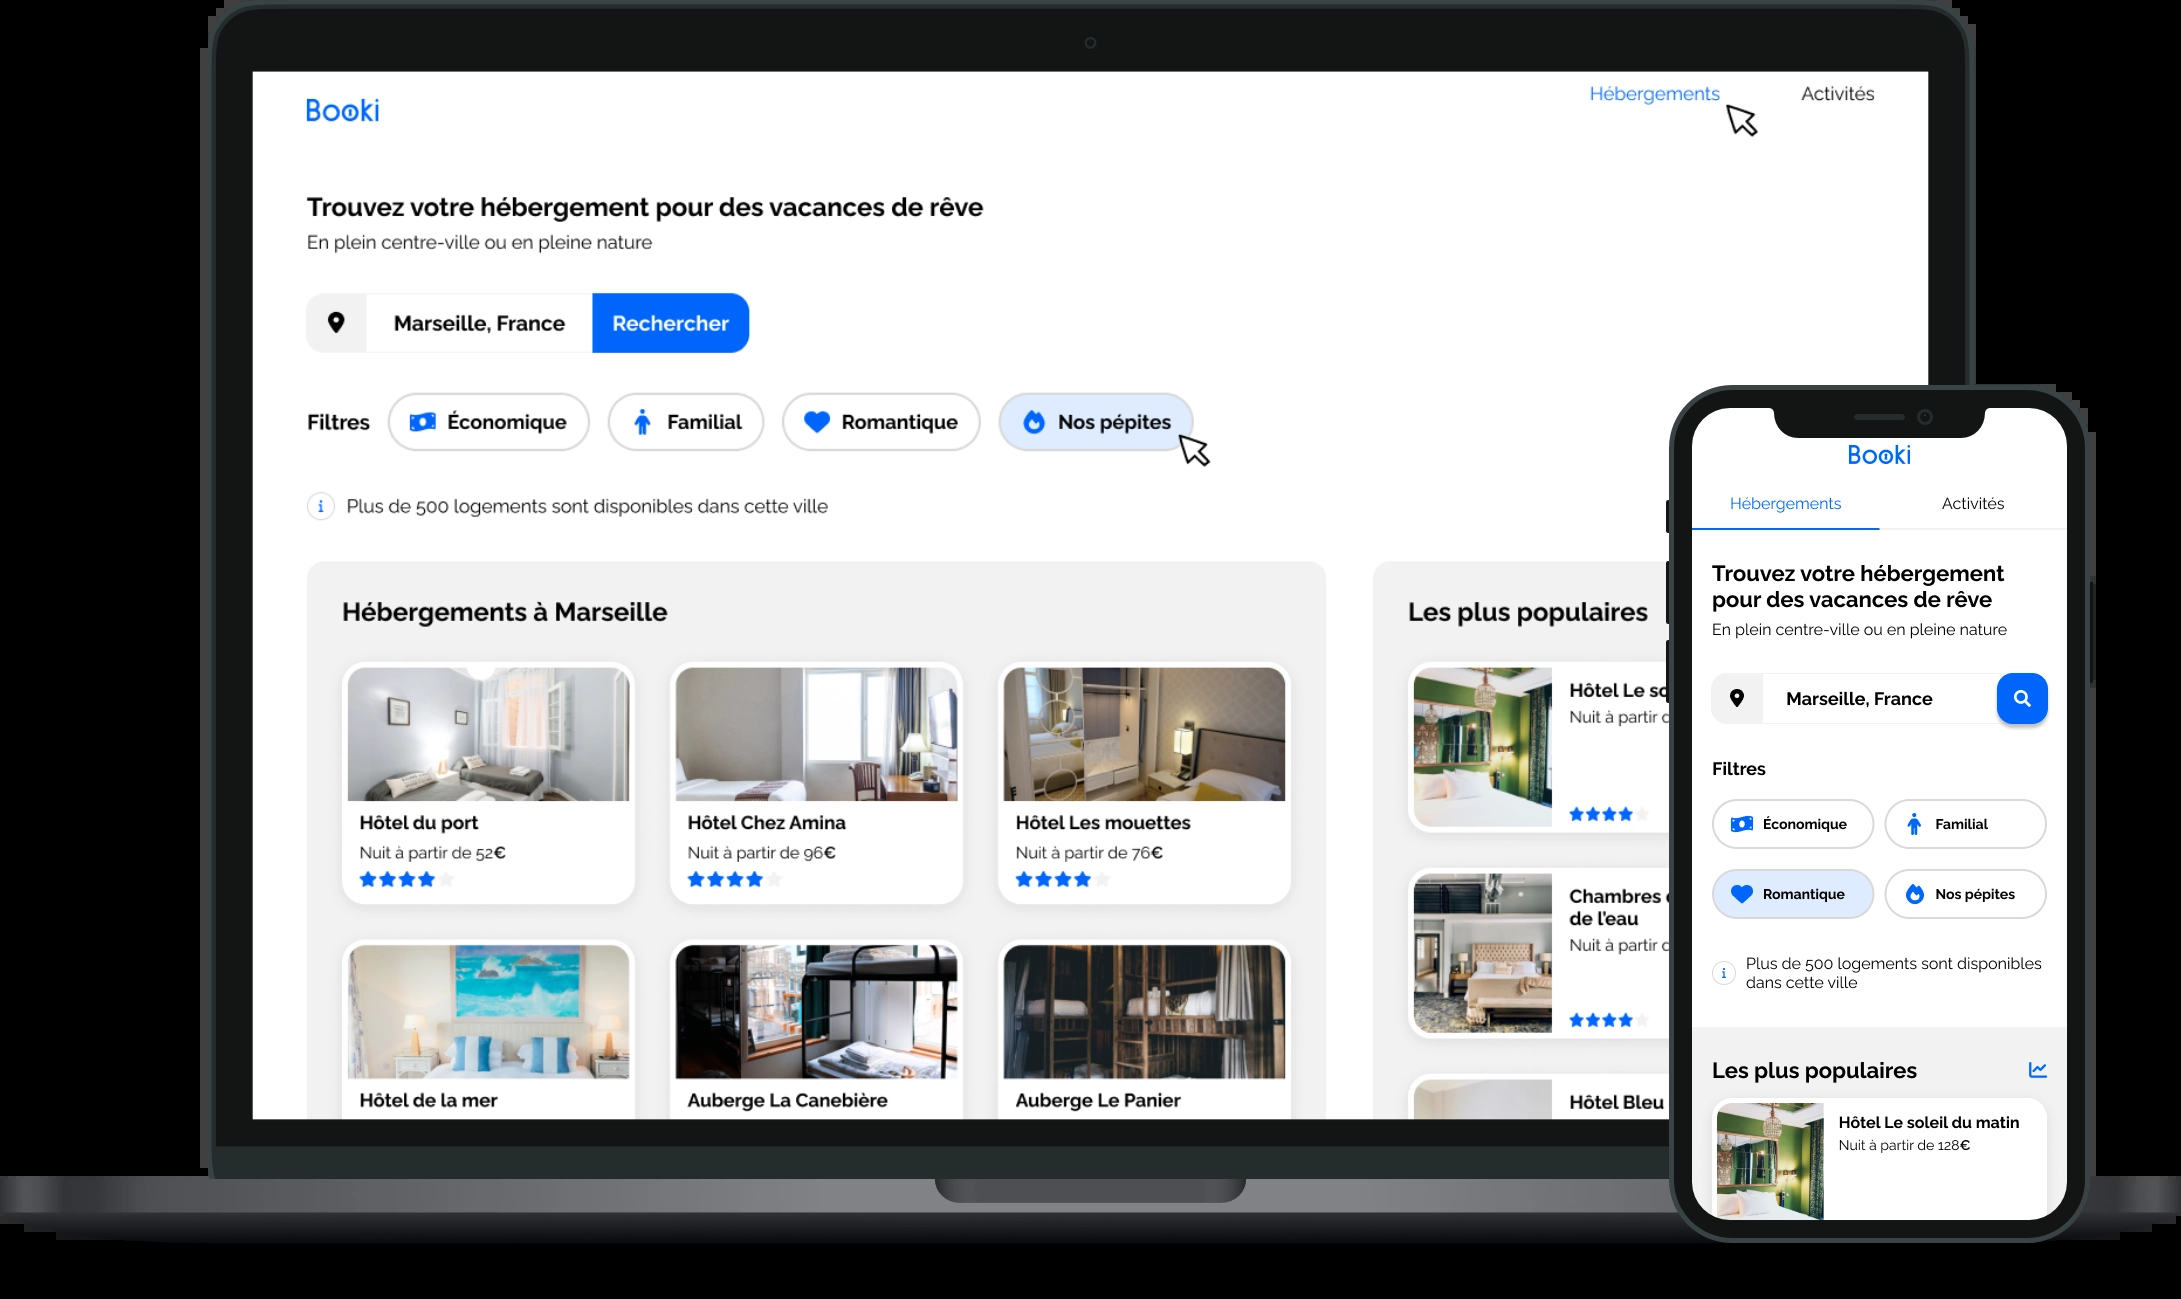 Booki
Hébergements
Activités
Trouvez votre hébergement pour des vacances de rêve
En plein centre-ville ou en pleine nature
Marseille, France
Rechercher
Filtres
Économique
Familial
Romantique
Nos pépites
Plus de 500 logements sont disponibles dans cette ville
Hébergements à Marseille
Hôtel du port
Nuit à partir de 52€
Hôtel Chez Amina
Nuit à partir de 96€
Hôtel Les mouettes
Nuit à partir de 76€
Hôtel de la mer
Auberge La Canebière
Auberge Le Panier
Les plus populaires
Hôtel Le so
Nuit à partir d
Chambres
de l'eau
Nuit à partir d
Hôtel Bleu
Booki
Hébergements
Activités
Trouvez votre hébergement
pour des vacances de rêve
En plein centre-ville ou en pleine nature
Marseille, France
Filtres
Économique
Familial
Romantique
Nos pépites
Plus de 500 logements sont disponibles
dans cette ville
Les plus populaires
Hôtel Le soleil du matin
Nuit à partir de 128€